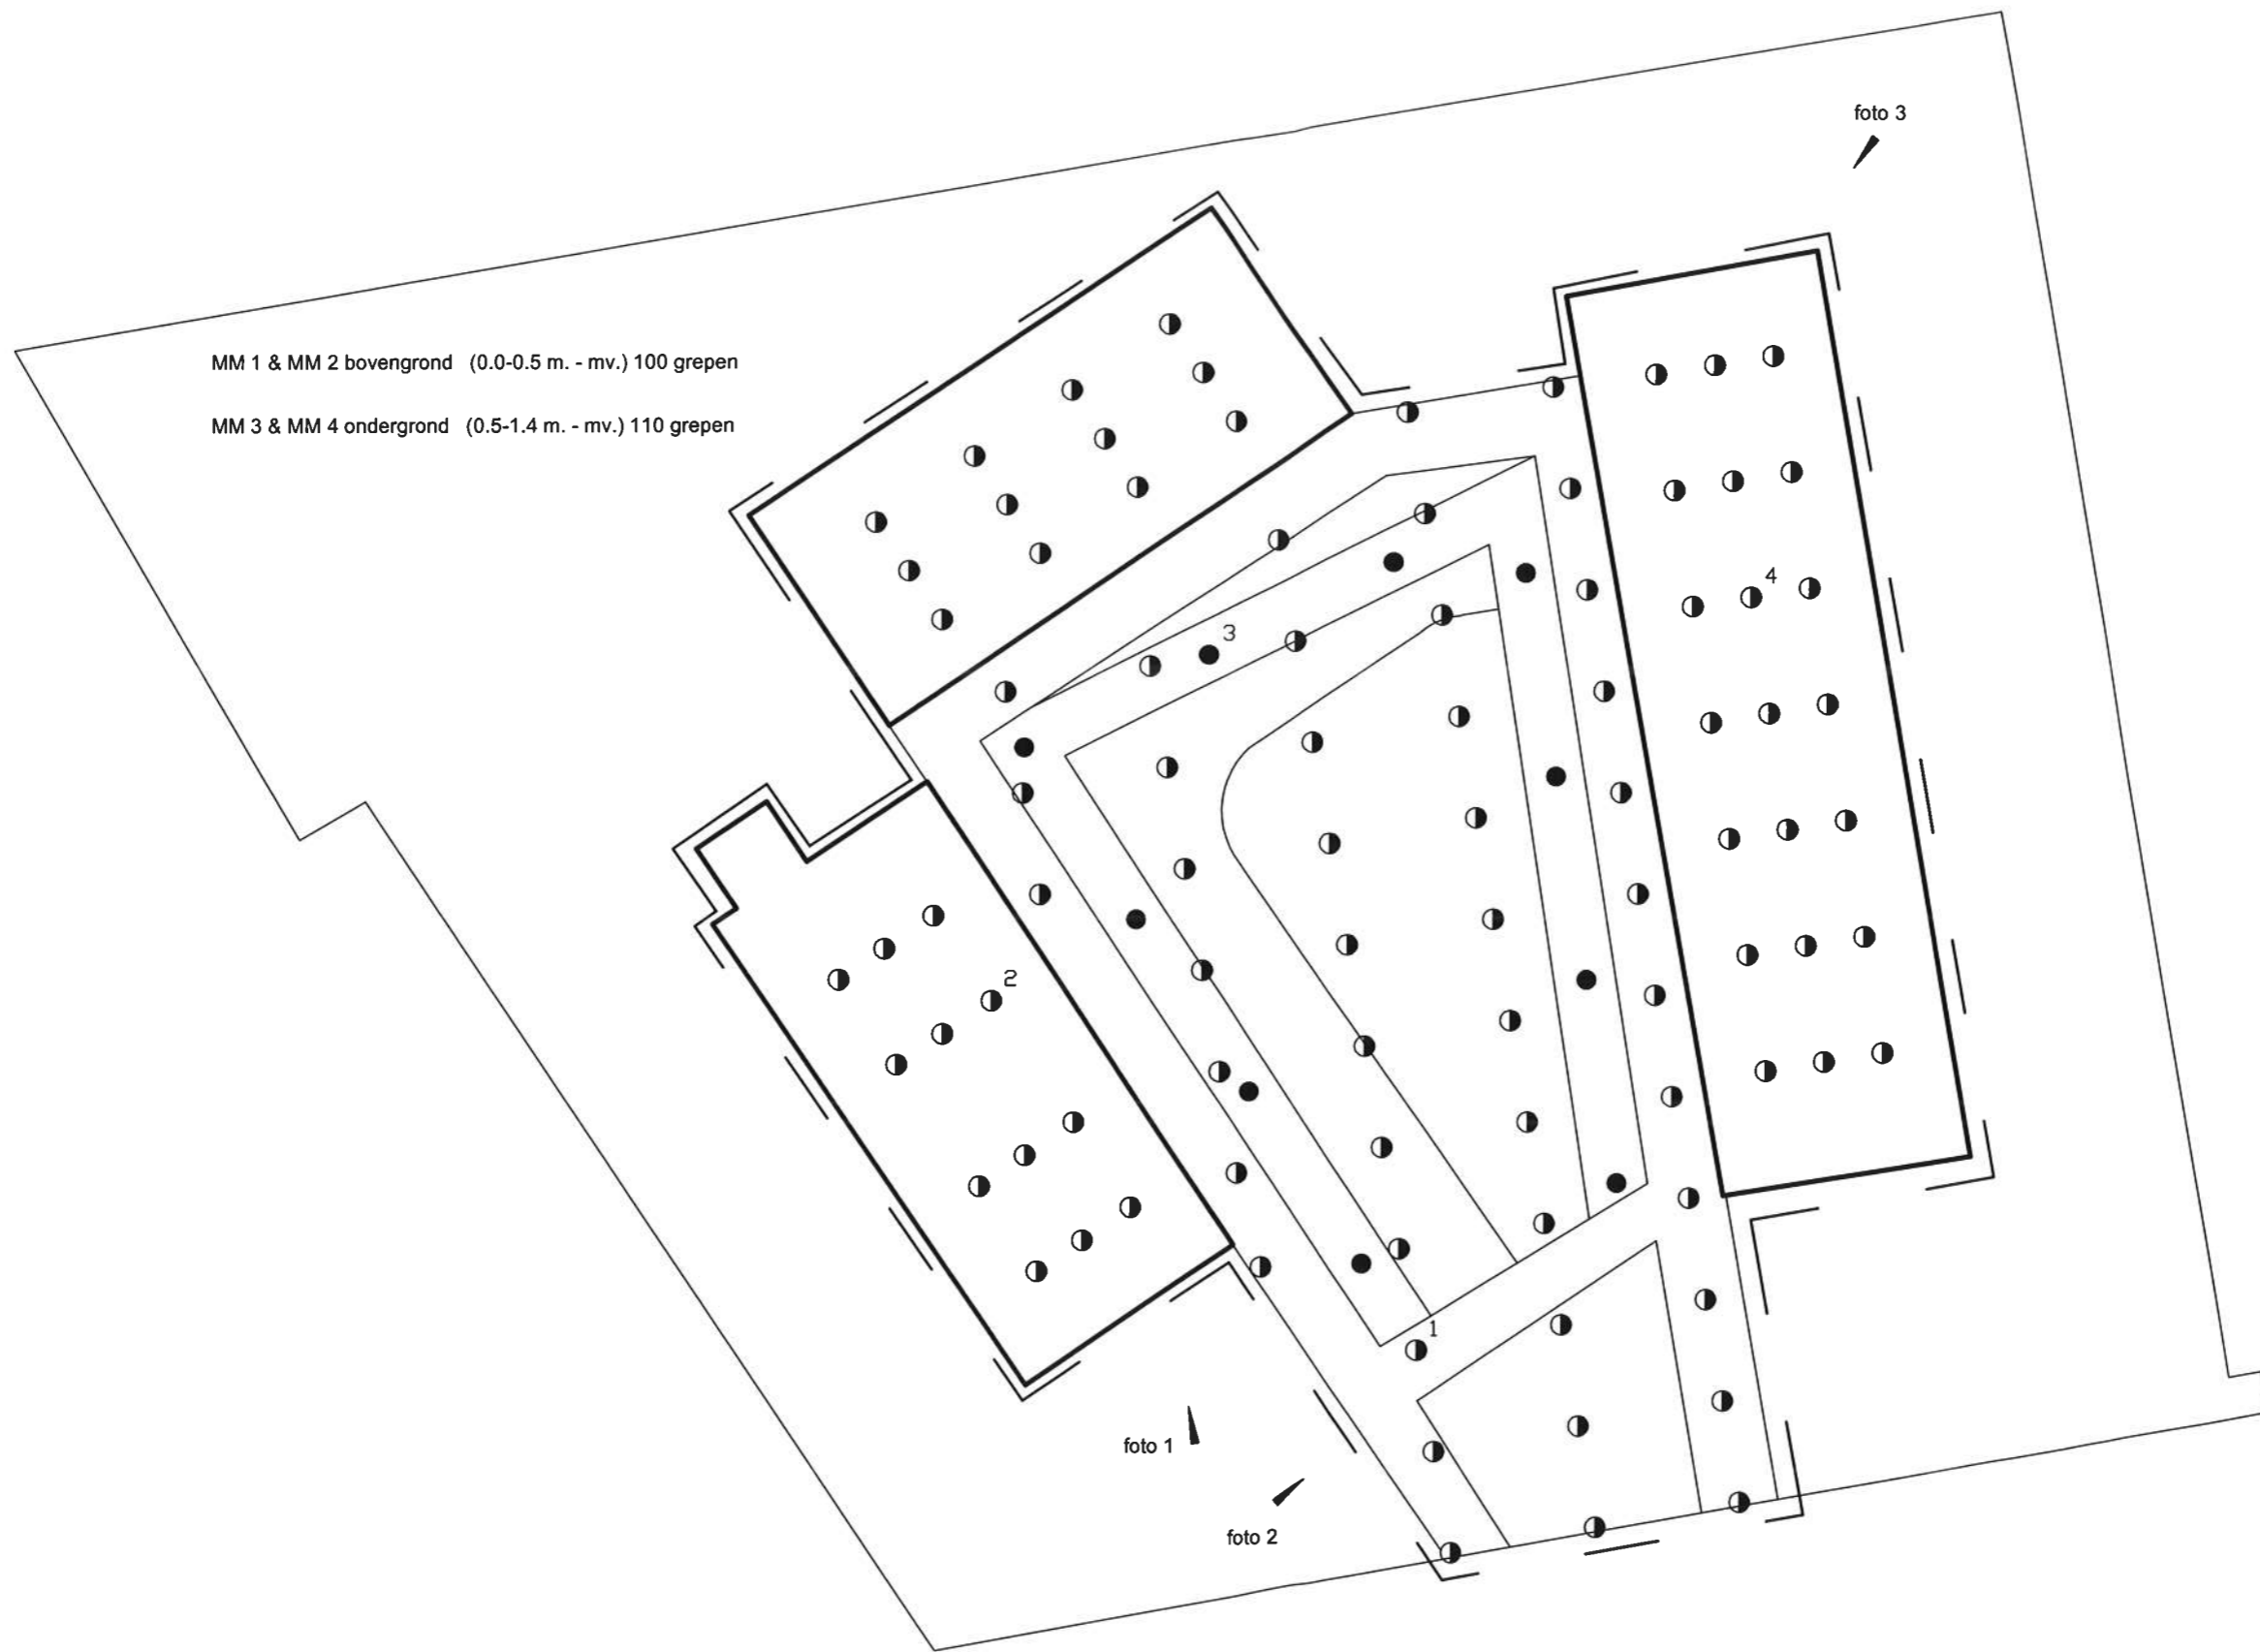 foto 3
MM 1 & MM 2 bovengrond (0.0-0.5 m. - mv.) 100 grepen
MM 3 & MM 4 ondergrond (0.5-1.4 m. - mv.) 110 grepen
4
3
2
1
foto 1
foto 2